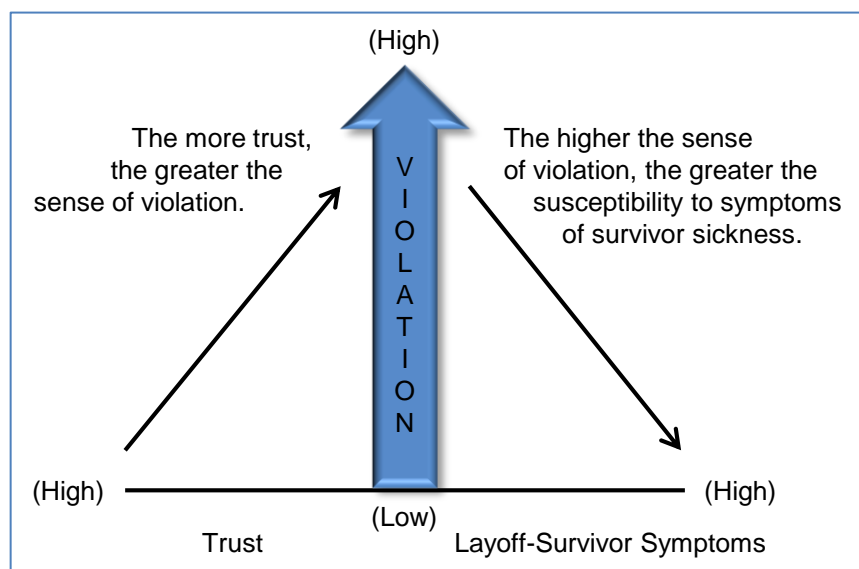 (High)
The more trust,
the greater the
sense of violation.
VIOLATION
The higher the sense
of violation, the greater the
susceptibility to symptoms
of survivor sickness.
(High)
(Low)
(High)
Trust
Layoff-Survivor Symptoms